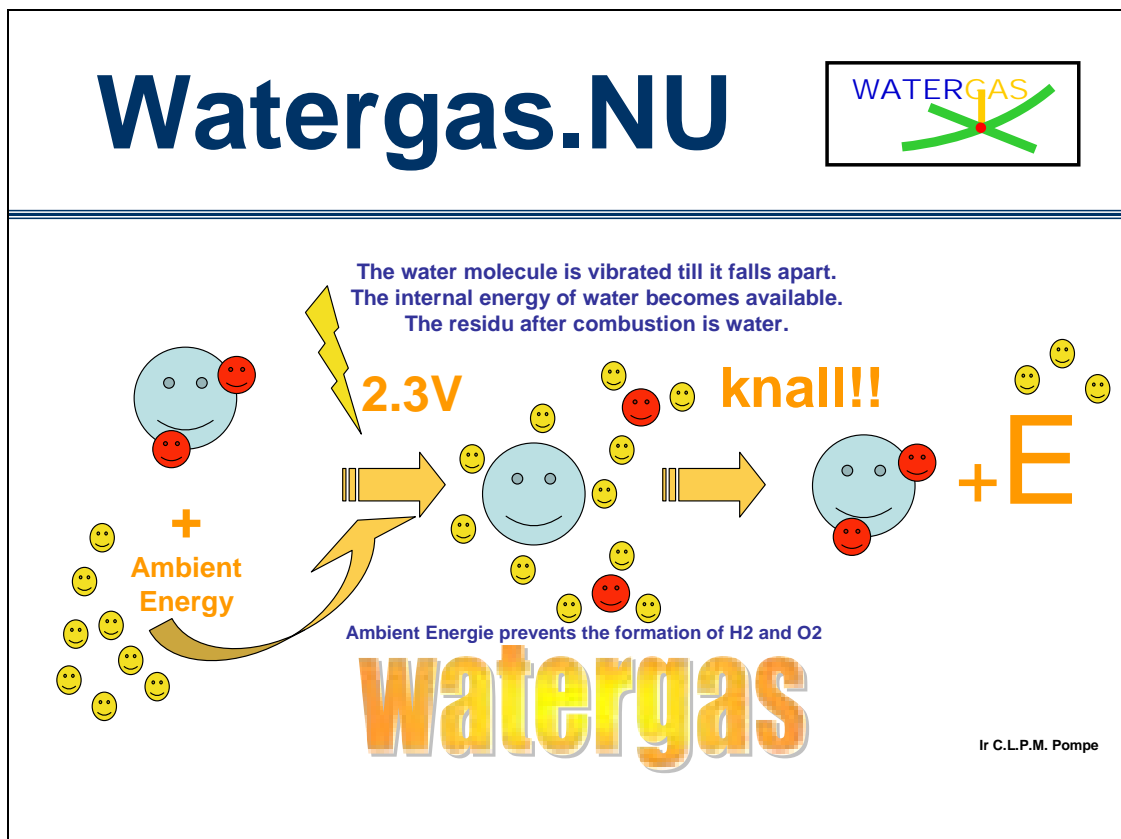 Watergas.NU
WATERGAS
The water molecule is vibrated till it falls apart.
The internal energy of water becomes available.
The residu after combustion is water.
2.3V
knall!!
+
Ambient
Energy
+E
Ambient Energie prevents the formation of H2 and O2
watergas
Ir C.L.P.M. Pompe